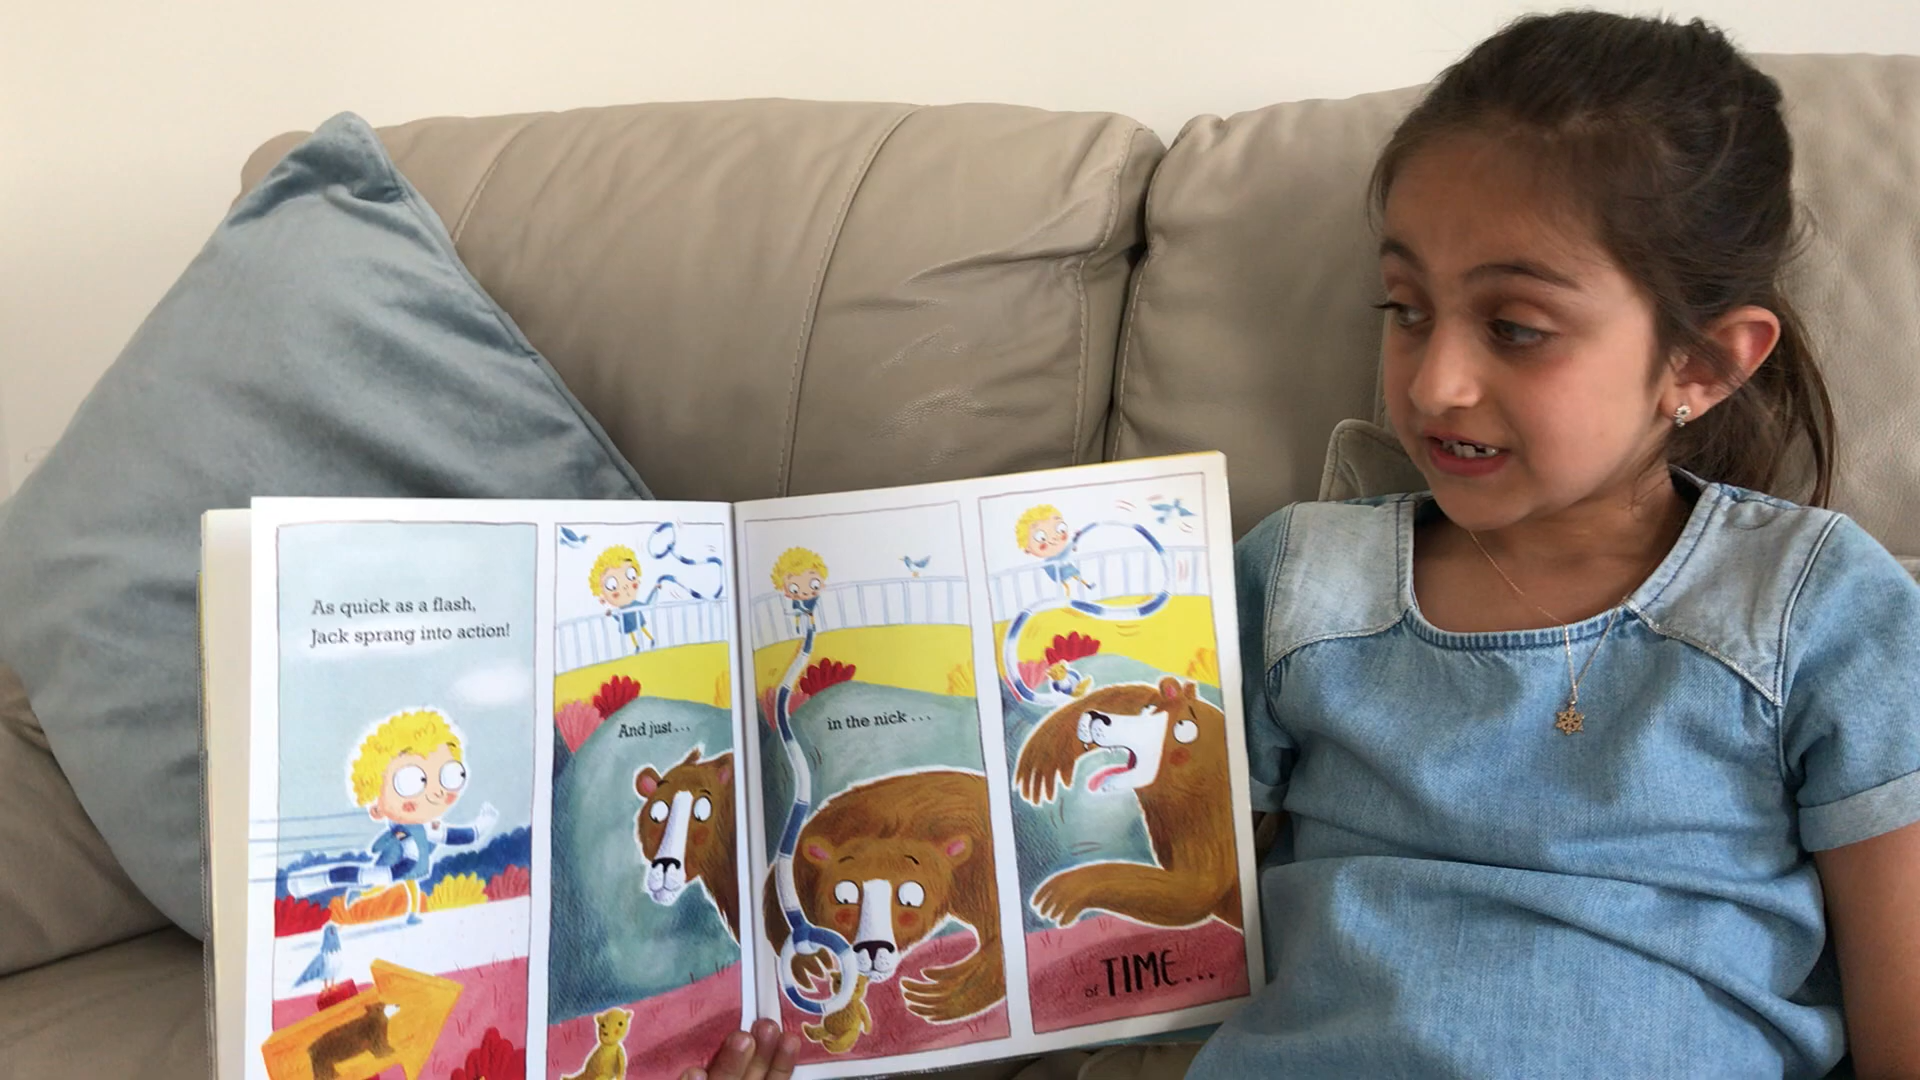 As quick as a flash,
Jack sprang into action!
And just...
in the nick...
of TIME...